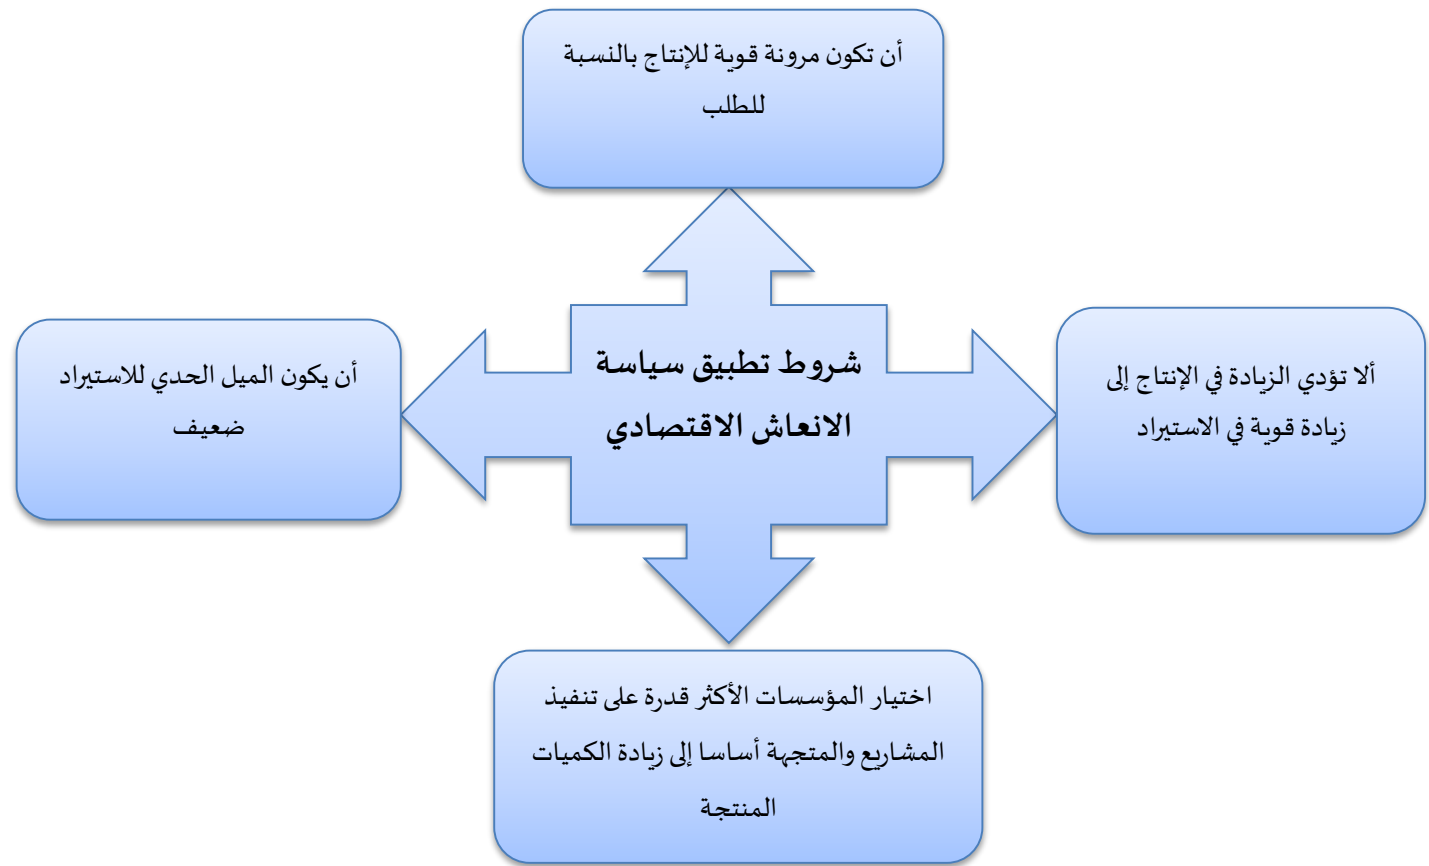 أن تكون مرونة قوية للإنتاج بالنسبة
للطلب
شروط تطبيق سياسة
الانعاش الاقتصادي
ألا تؤدي الزيادة في الإنتاج إلى
زيادة قوية في الاستيراد
أن يكون الميل الحدي للاستيراد
ضعيف
اختيار المؤسسات الأكثر قدرة على تنفيذ
المشاريع والمتجهة أساسا إلى زيادة الكميات
المنتجة